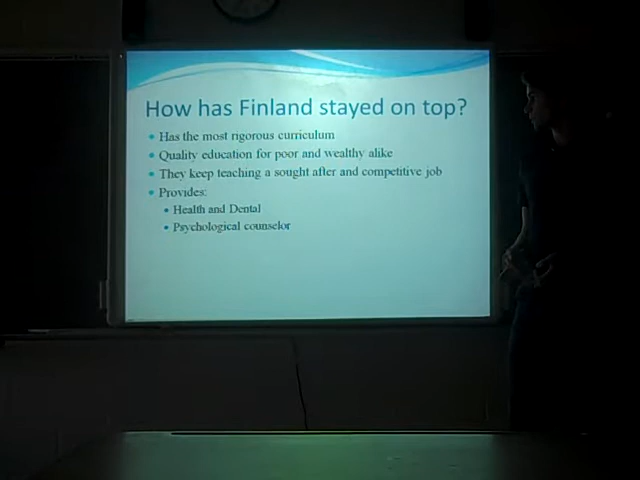 How has Finland stayed on top?
Has the most rigorous curriculum
Quality education for poor and wealthy alike
They keep teaching a sought after and competitive job
Provides:
Health and Dental
Psychological counselor